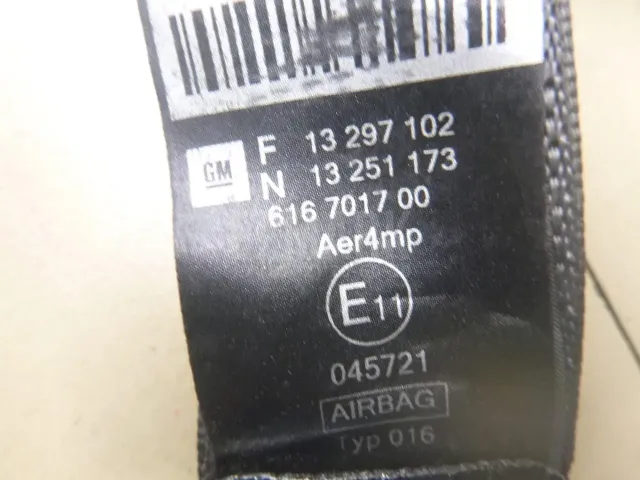 F 13 297 102
GM
N 13 251 173
616 7017 00
Aer4mp
E11
045721
AIRBAG
Typ 016